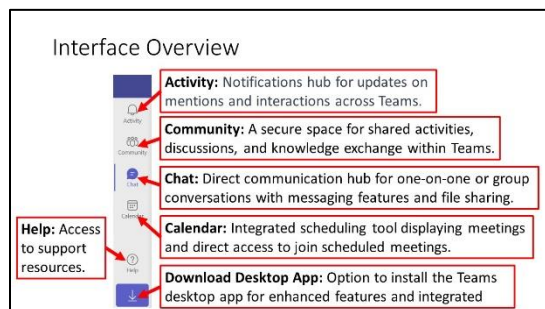 Interface Overview
Activity: Notifications hub for updates on
mentions and interactions across Teams.
Activity
Community: A secure space for shared activities,
discussions, and knowledge exchange within Teams.
Community
Chat: Direct communication hub for one-on-one or group
conversations with messaging features and file sharing.
Chat
Calendar: Integrated scheduling tool displaying meetings
and direct access to join scheduled meetings.
Calendar
Help: Access
to support
resources.
Help
Download Desktop App: Option to install the Teams
desktop app for enhanced features and integrated